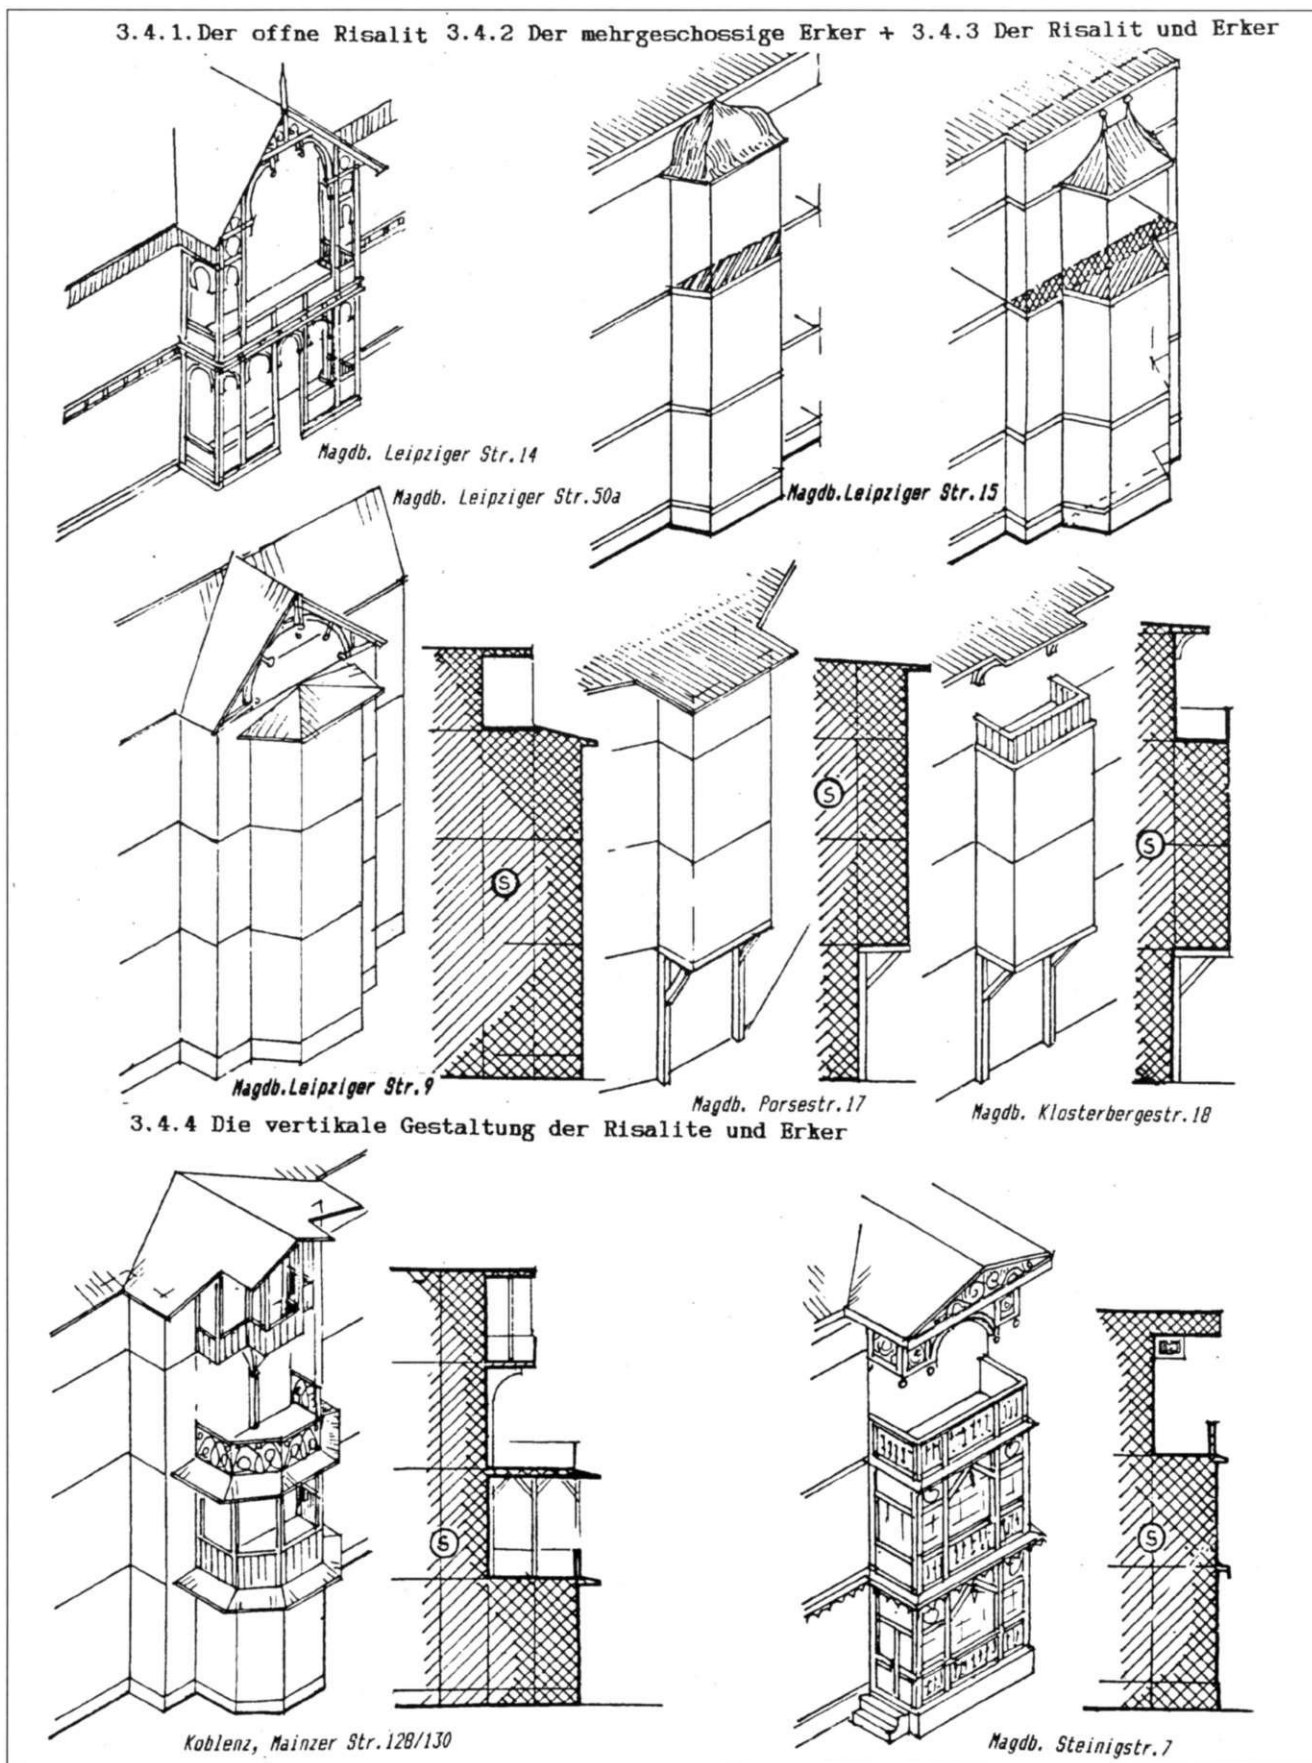 3.4.1.Der offne Risalit 3.4.2 Der mehrgeschossige Erker + 3.4.3 Der Risalit und Erker
Magdb. Leipziger Str.14
Magdb. Leipziger Str.50a
Magdb.Leipziger Str.15
S
S
S
Magdb.Leipziger Str.9
Magdb. Porsestr.17
Magdb. Klosterbergestr.18
3.4.4 Die vertikale Gestaltung der Risalite und Erker
S
S
Koblenz, Mainzer Str.128/130
Magdb. Steinigstr.7